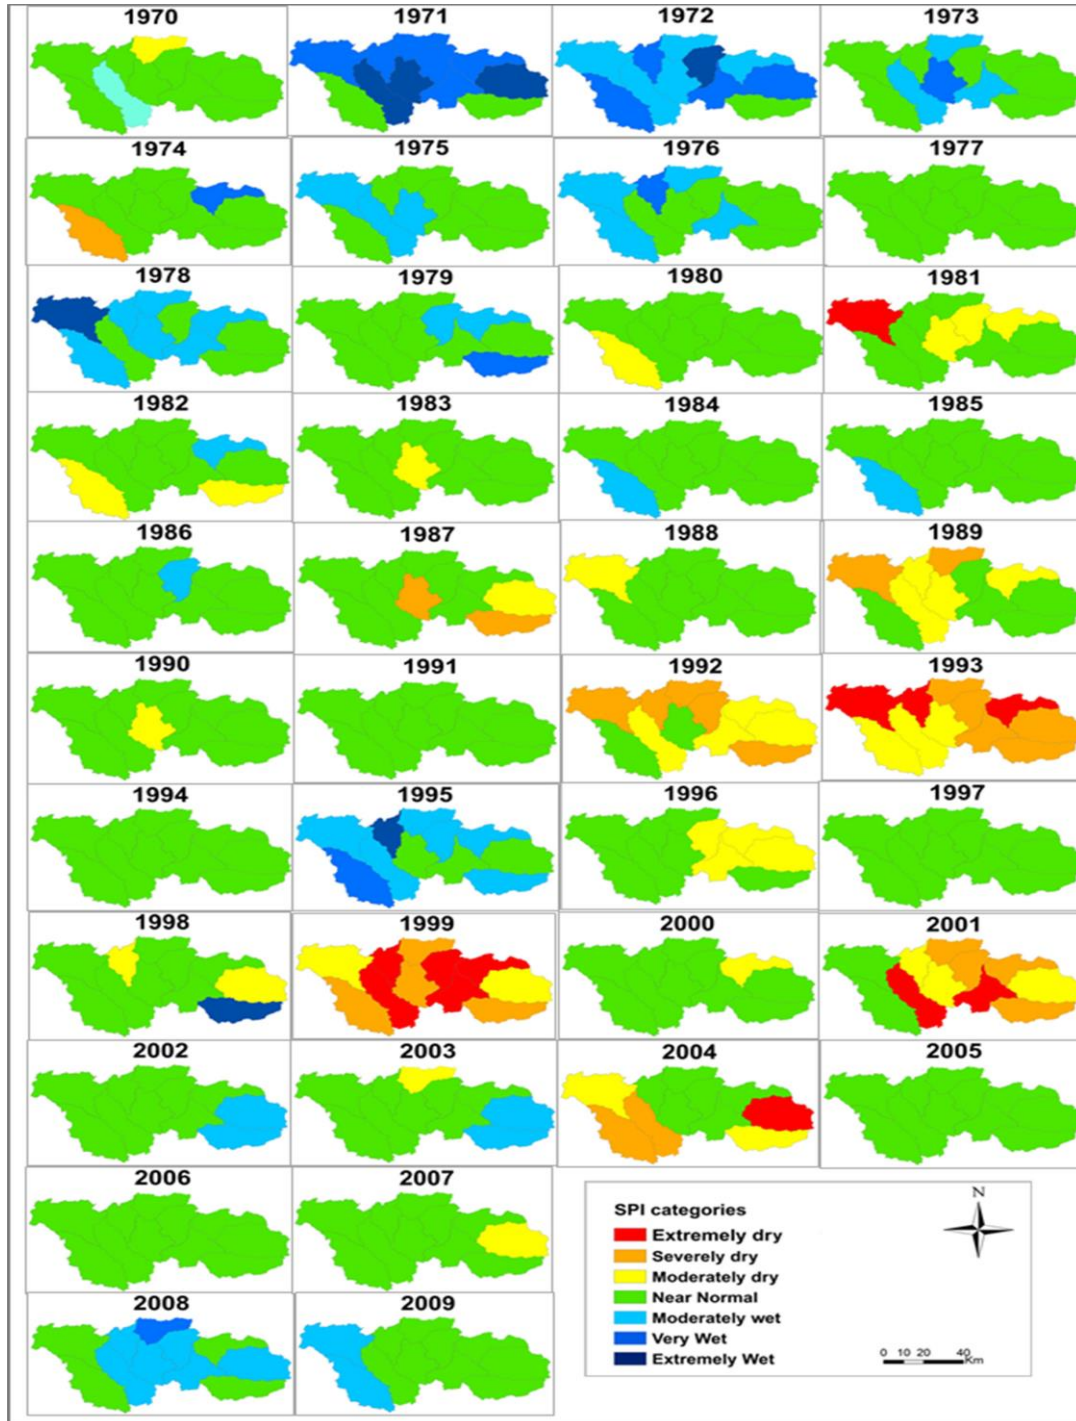 1970 1971 1972 1973
1974 1975 1976 1977
1978 1979 1980 1981
1982 1983 1984 1985
1986 1987 1988 1989
1990 1991 1992 1993
1994 1995 1996 1997
1998 1999 2000 2001
2002 2003 2004 2005
2006 2007
2008 2009
N
SPI categories
Extremely dry
Severely dry
Moderately dry
Near Normal
Moderately wet
Very Wet
Extremely Wet
0 10 20 40
Km